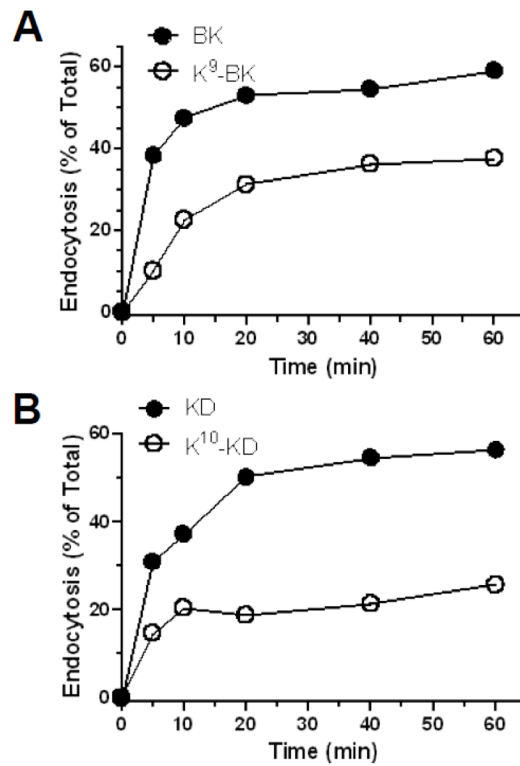 A
BK
K⁹-BK
Endocytosis (% of Total)
60
40
20
0
0 10 20 30 40 50 60
Time (min)
B
KD
K¹⁰-KD
Endocytosis (% of Total)
60
40
20
0
0 10 20 30 40 50 60
Time (min)